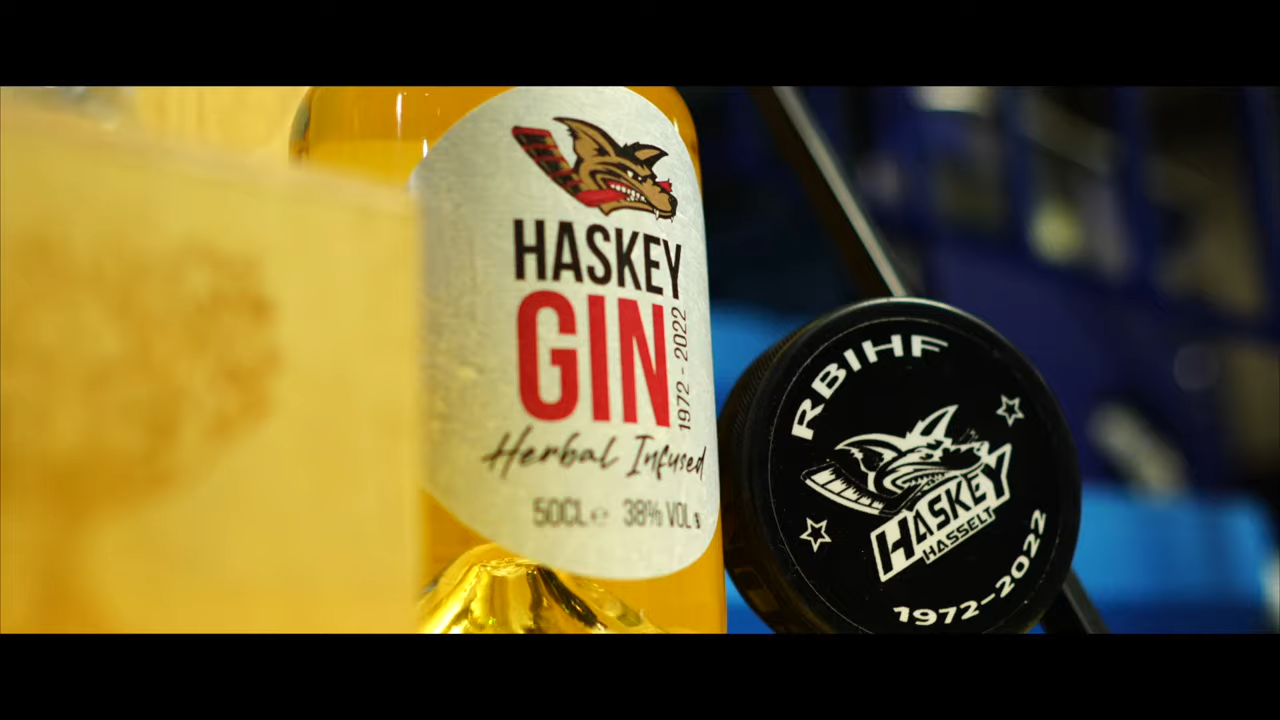 HASKEY
GIN
1972 - 2022
Herbal Infused
50CL e 38% VOL
RBIHF
HASKEY
HASSELT
1972-2022